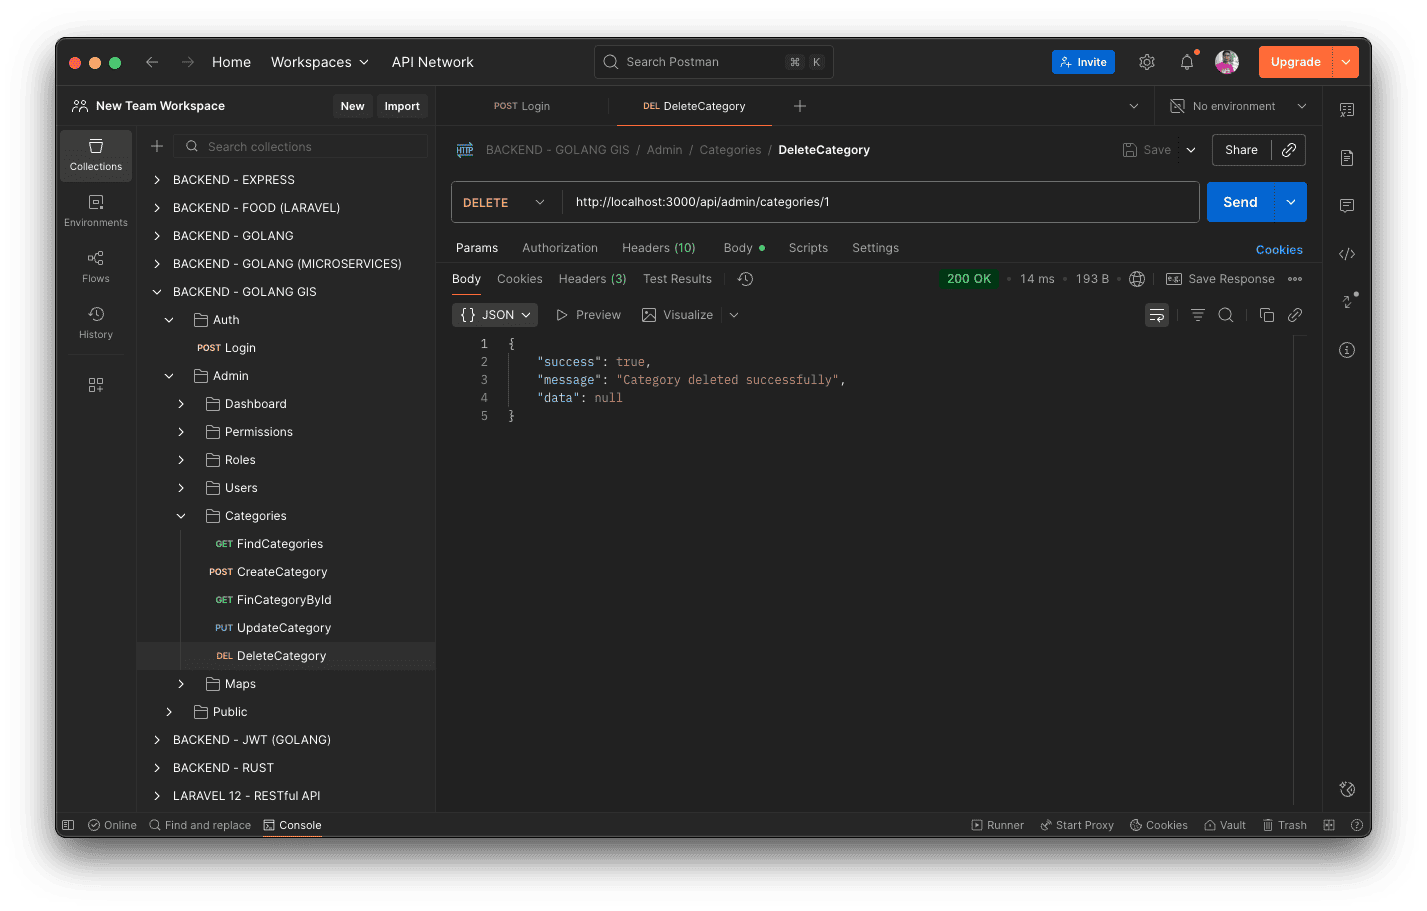 Home Workspaces API Network Search Postman ⌘ K Invite Upgrade
New Team Workspace New Import POST Login DEL DeleteCategory No environment
Collections
Environments
Flows
History
Search collections
BACKEND - EXPRESS
BACKEND - FOOD (LARAVEL)
BACKEND - GOLANG
BACKEND - GOLANG (MICROSERVICES)
BACKEND - GOLANG GIS
Auth
POST Login
Admin
Dashboard
Permissions
Roles
Users
Categories
GET FindCategories
POST CreateCategory
GET FinCategoryById
PUT UpdateCategory
DEL DeleteCategory
Maps
Public
BACKEND - JWT (GOLANG)
BACKEND - RUST
LARAVEL 12 - RESTful API
HTTP BACKEND - GOLANG GIS / Admin / Categories / DeleteCategory Save Share
DELETE http://localhost:3000/api/admin/categories/1 Send
Params Authorization Headers (10) Body Scripts Settings Cookies
Body Cookies Headers (3) Test Results 200 OK 14 ms 193 B e.g. Save Response
{} JSON Preview Visualize
1 {
2 "success": true,
3 "message": "Category deleted successfully",
4 "data": null
5 }
Online Find and replace Console Runner Start Proxy Cookies Vault Trash